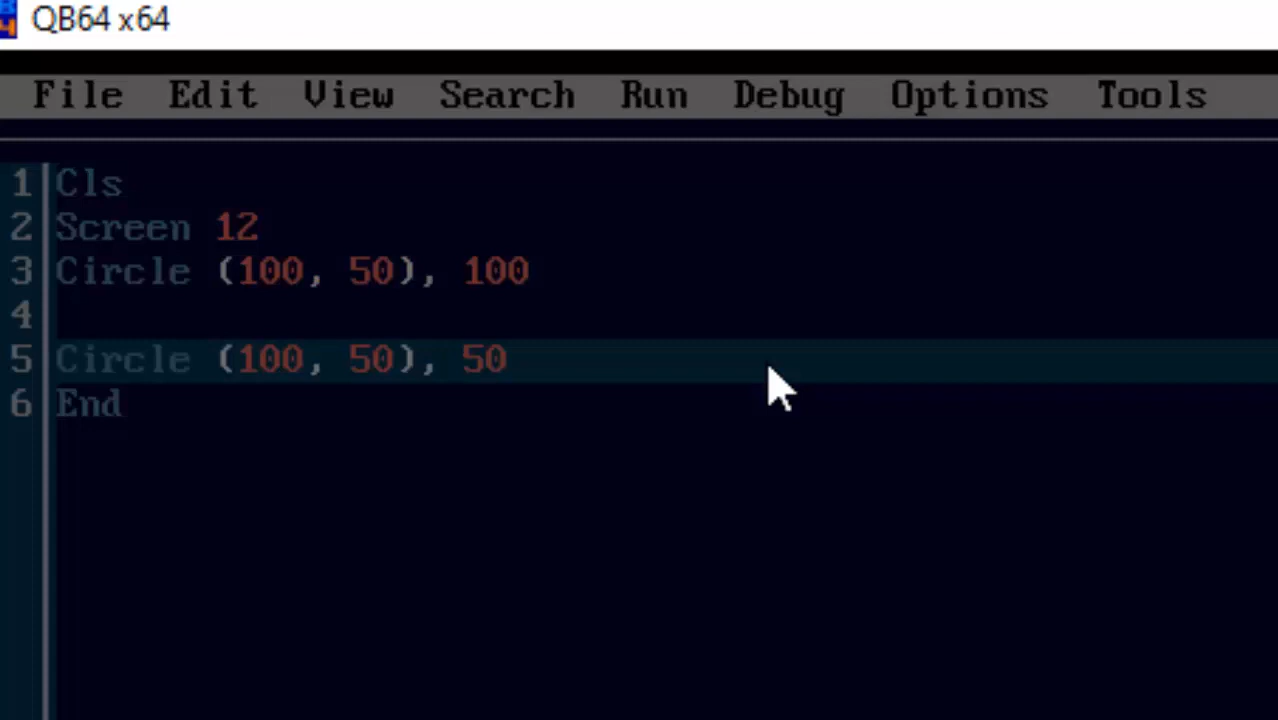 QB64 x64
File Edit View Search Run Debug Options Tools
1 Cls
2 Screen 12
3 Circle (100, 50), 100
4
5 Circle (100, 50), 50
6 End